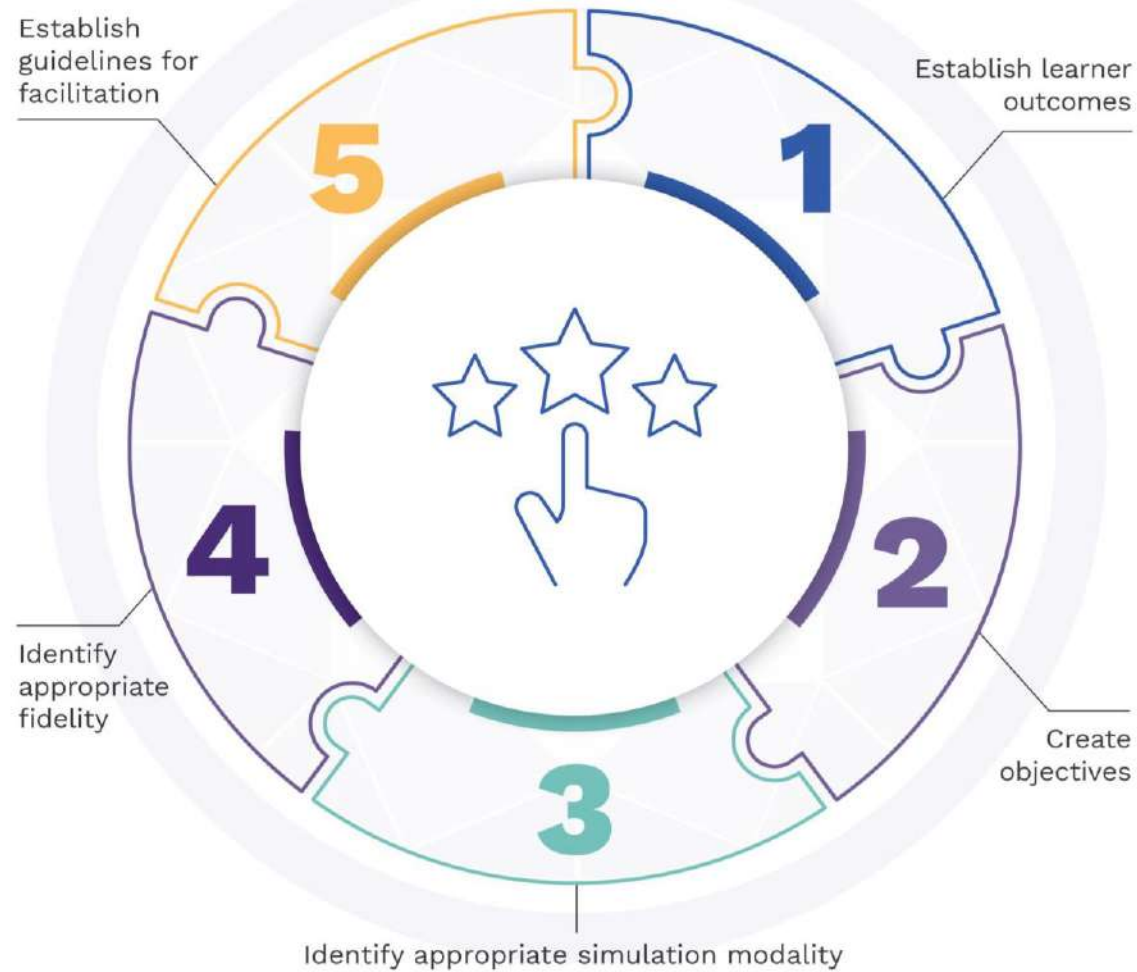 1
Establish learner
outcomes
2
Create
objectives
3
Identify appropriate simulation modality
4
Identify
appropriate
fidelity
5
Establish
guidelines for
facilitation